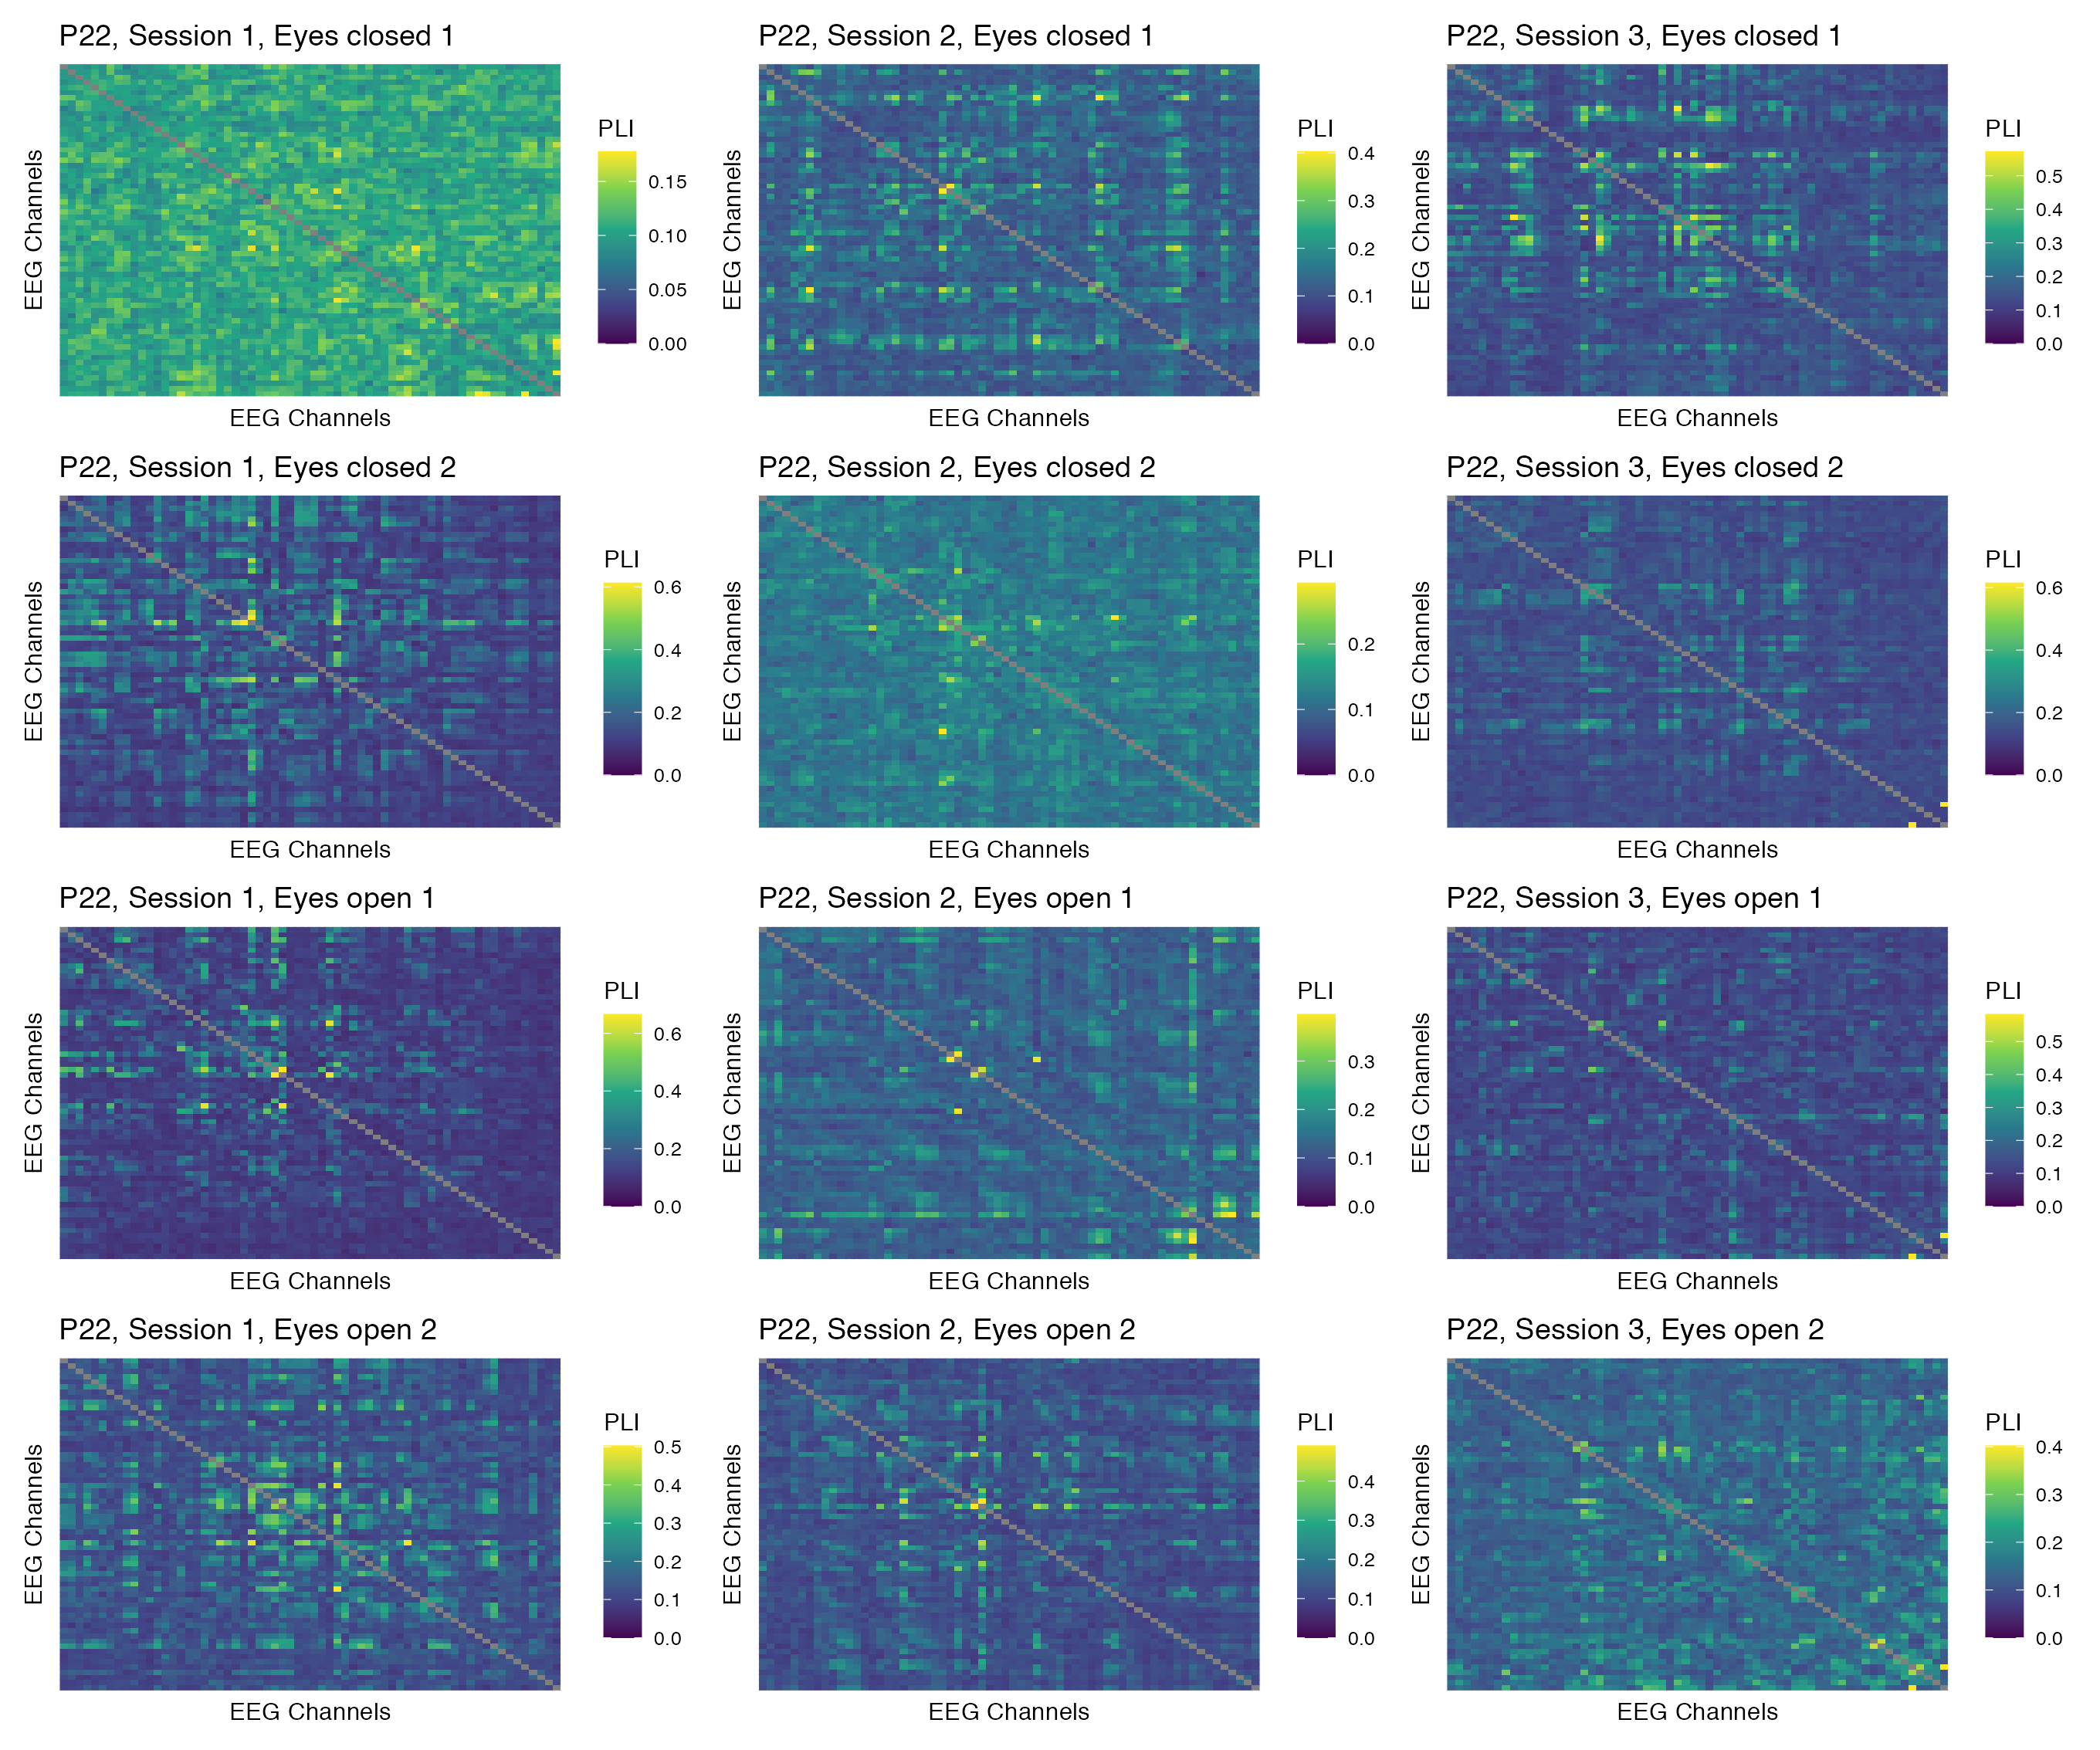 P22, Session 1, Eyes closed 1
P22, Session 2, Eyes closed 1
P22, Session 3, Eyes closed 1
EEG Channels
EEG Channels
PLI
0.15
0.10
0.05
0.00
EEG Channels
EEG Channels
PLI
0.4
0.3
0.2
0.1
0.0
EEG Channels
EEG Channels
PLI
0.5
0.4
0.3
0.2
0.1
0.0
P22, Session 1, Eyes closed 2
P22, Session 2, Eyes closed 2
P22, Session 3, Eyes closed 2
EEG Channels
EEG Channels
PLI
0.6
0.4
0.2
0.0
EEG Channels
EEG Channels
PLI
0.2
0.1
0.0
EEG Channels
EEG Channels
PLI
0.6
0.4
0.2
0.0
P22, Session 1, Eyes open 1
P22, Session 2, Eyes open 1
P22, Session 3, Eyes open 1
EEG Channels
EEG Channels
PLI
0.6
0.4
0.2
0.0
EEG Channels
EEG Channels
PLI
0.3
0.2
0.1
0.0
EEG Channels
EEG Channels
PLI
0.5
0.4
0.3
0.2
0.1
0.0
P22, Session 1, Eyes open 2
P22, Session 2, Eyes open 2
P22, Session 3, Eyes open 2
EEG Channels
EEG Channels
PLI
0.5
0.4
0.3
0.2
0.1
0.0
EEG Channels
EEG Channels
PLI
0.4
0.3
0.2
0.1
0.0
EEG Channels
EEG Channels
PLI
0.4
0.3
0.2
0.1
0.0